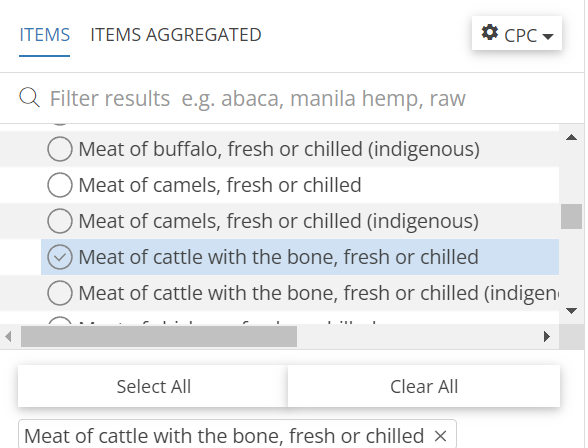 ITEMS ITEMS AGGREGATED CPC
Filter results e.g. abaca, manila hemp, raw
Meat of buffalo, fresh or chilled (indigenous)
Meat of camels, fresh or chilled
Meat of camels, fresh or chilled (indigenous)
Meat of cattle with the bone, fresh or chilled
Meat of cattle with the bone, fresh or chilled (indigen
Select All Clear All
Meat of cattle with the bone, fresh or chilled ×